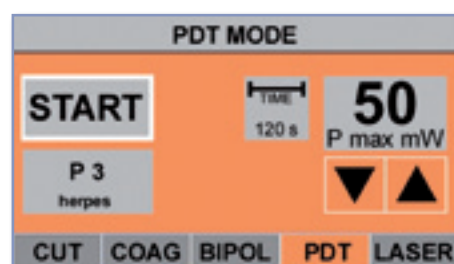 PDT MODE
START
TIME
120 s
50
P max mW
P 3
herpes
CUT COAG BIPOL PDT LASER